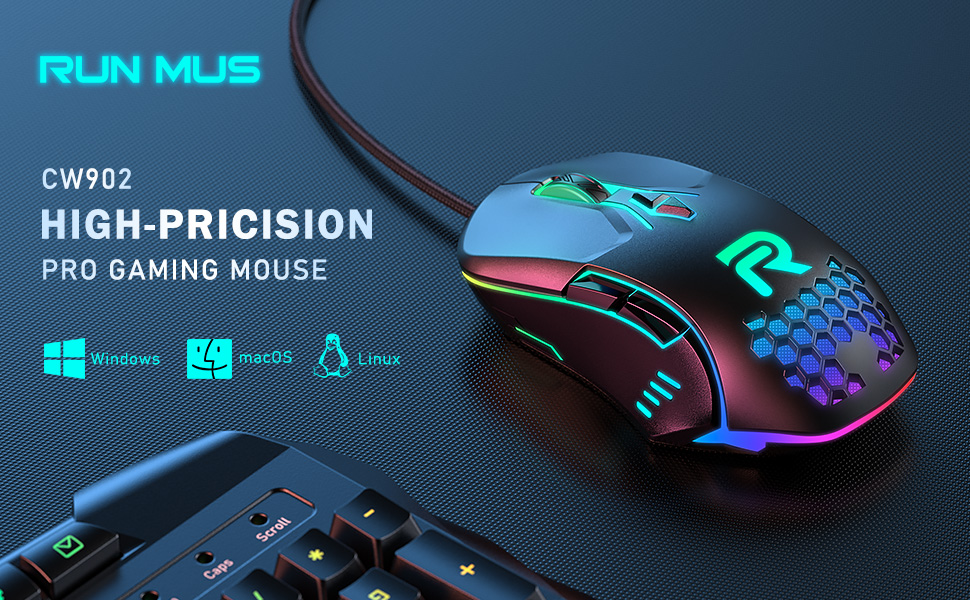 RUN MUS
CW902
HIGH-PRICISION
PRO GAMING MOUSE
Windows
macOS
Linux
R
Scroll
Caps
-
*
+